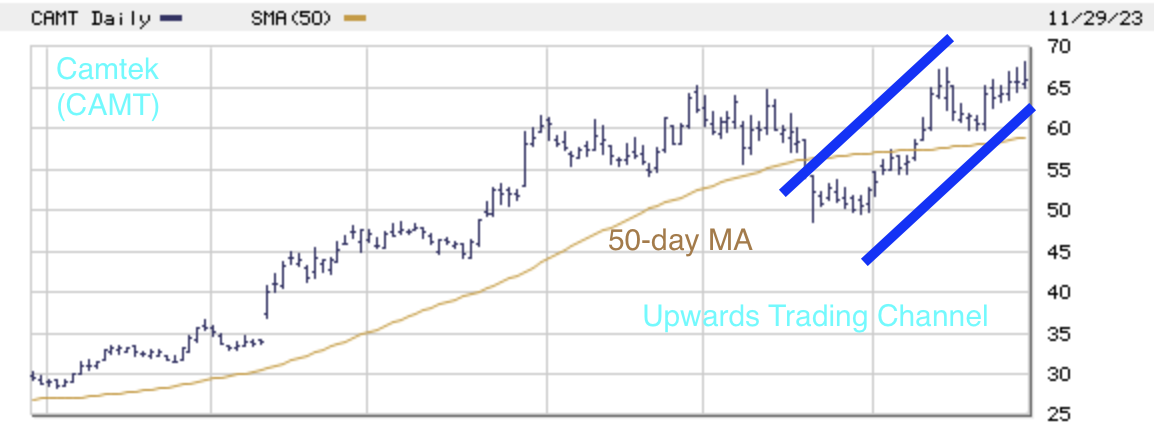 CAMT Daily SMA(50) 11/29/23
70
Camtek
65
(CAMT)
60
55
50
50-day MA
45
40
Upwards Trading Channel
35
30
25